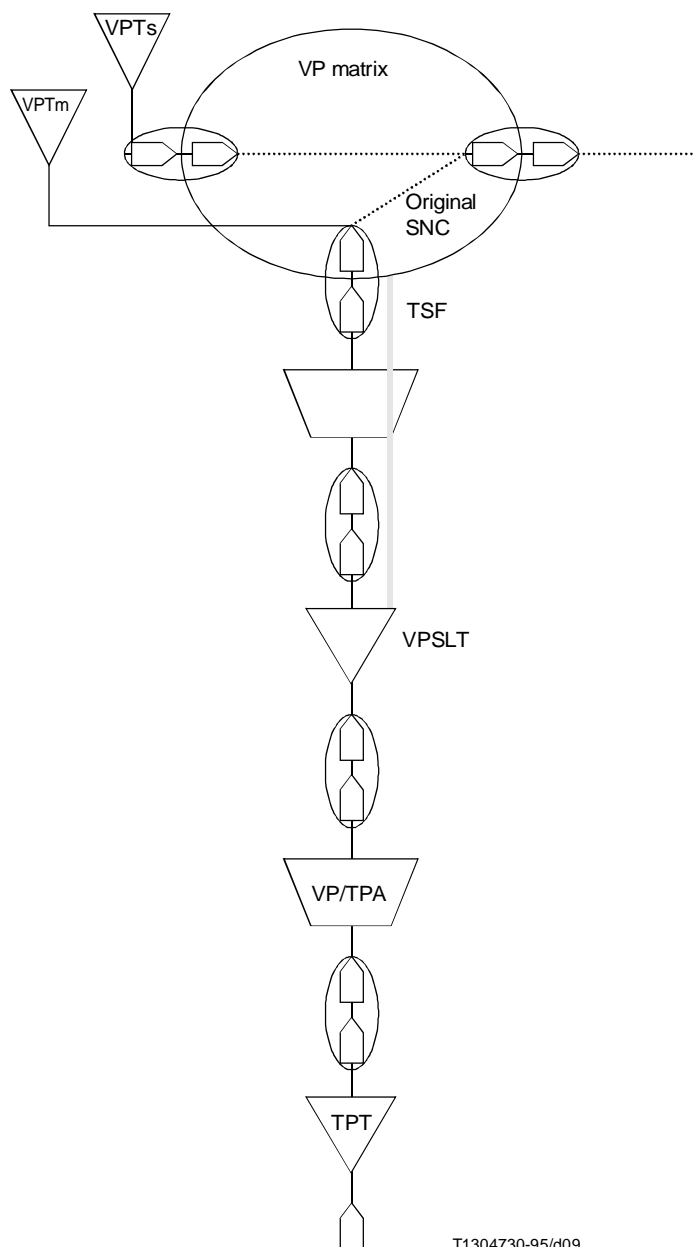 VPTs
VP matrix
VPTm
Original
SNC
TSF
VPSLT
VP/TPA
TPT
T1304730-95/d09